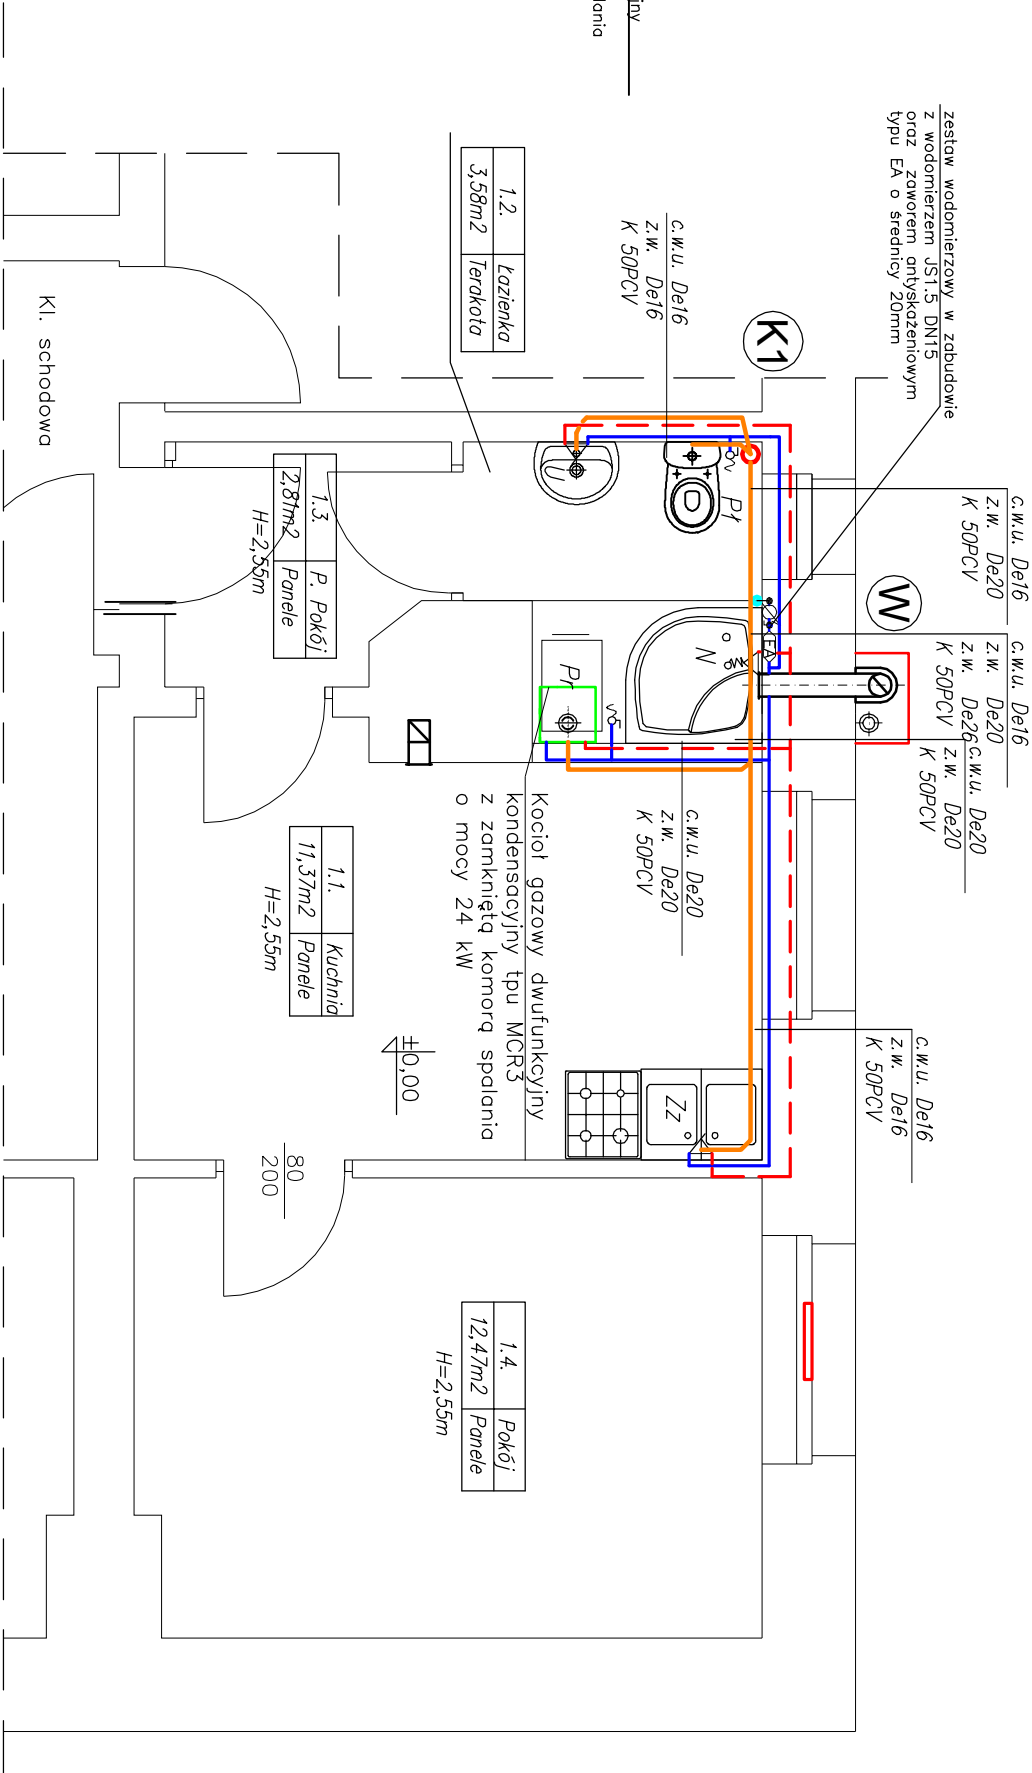 zestaw wodomierzowy w zabudowie
z wodomierzem JS1.5 DN15
oraz zaworem antyskażeniowym
typu EA o średnicy 20mm
iny
lania
c.w.u. De16
z.w. De16
K 50PCV
K1
1.2. Łazienka
3,58m2 Terakota
Kl. schodowa
c.w.u. De16
z.w. De20
K 50PCV
W
c.w.u. De16
z.w. De20
z.w. De26
K 50PCV
c.w.u. De20
z.w. De20
K 50PCV
1.3. P. Pokój
2,81m2 Panele
H=2,55m
U
Pł
EA
N
Pr
c.w.u. De20
z.w. De20
K 50PCV
Kocioł gazowy dwufunkcyjny
kondensacyjny tpu MCR3
z zamkniętą komorą spalania
o mocy 24 kW
1.1. Kuchnia
11,37m2 Panele
H=2,55m
±0,00
c.w.u. De16
z.w. De16
K 50PCV
Zz
80
200
1.4. Pokój
12,47m2 Panele
H=2,55m